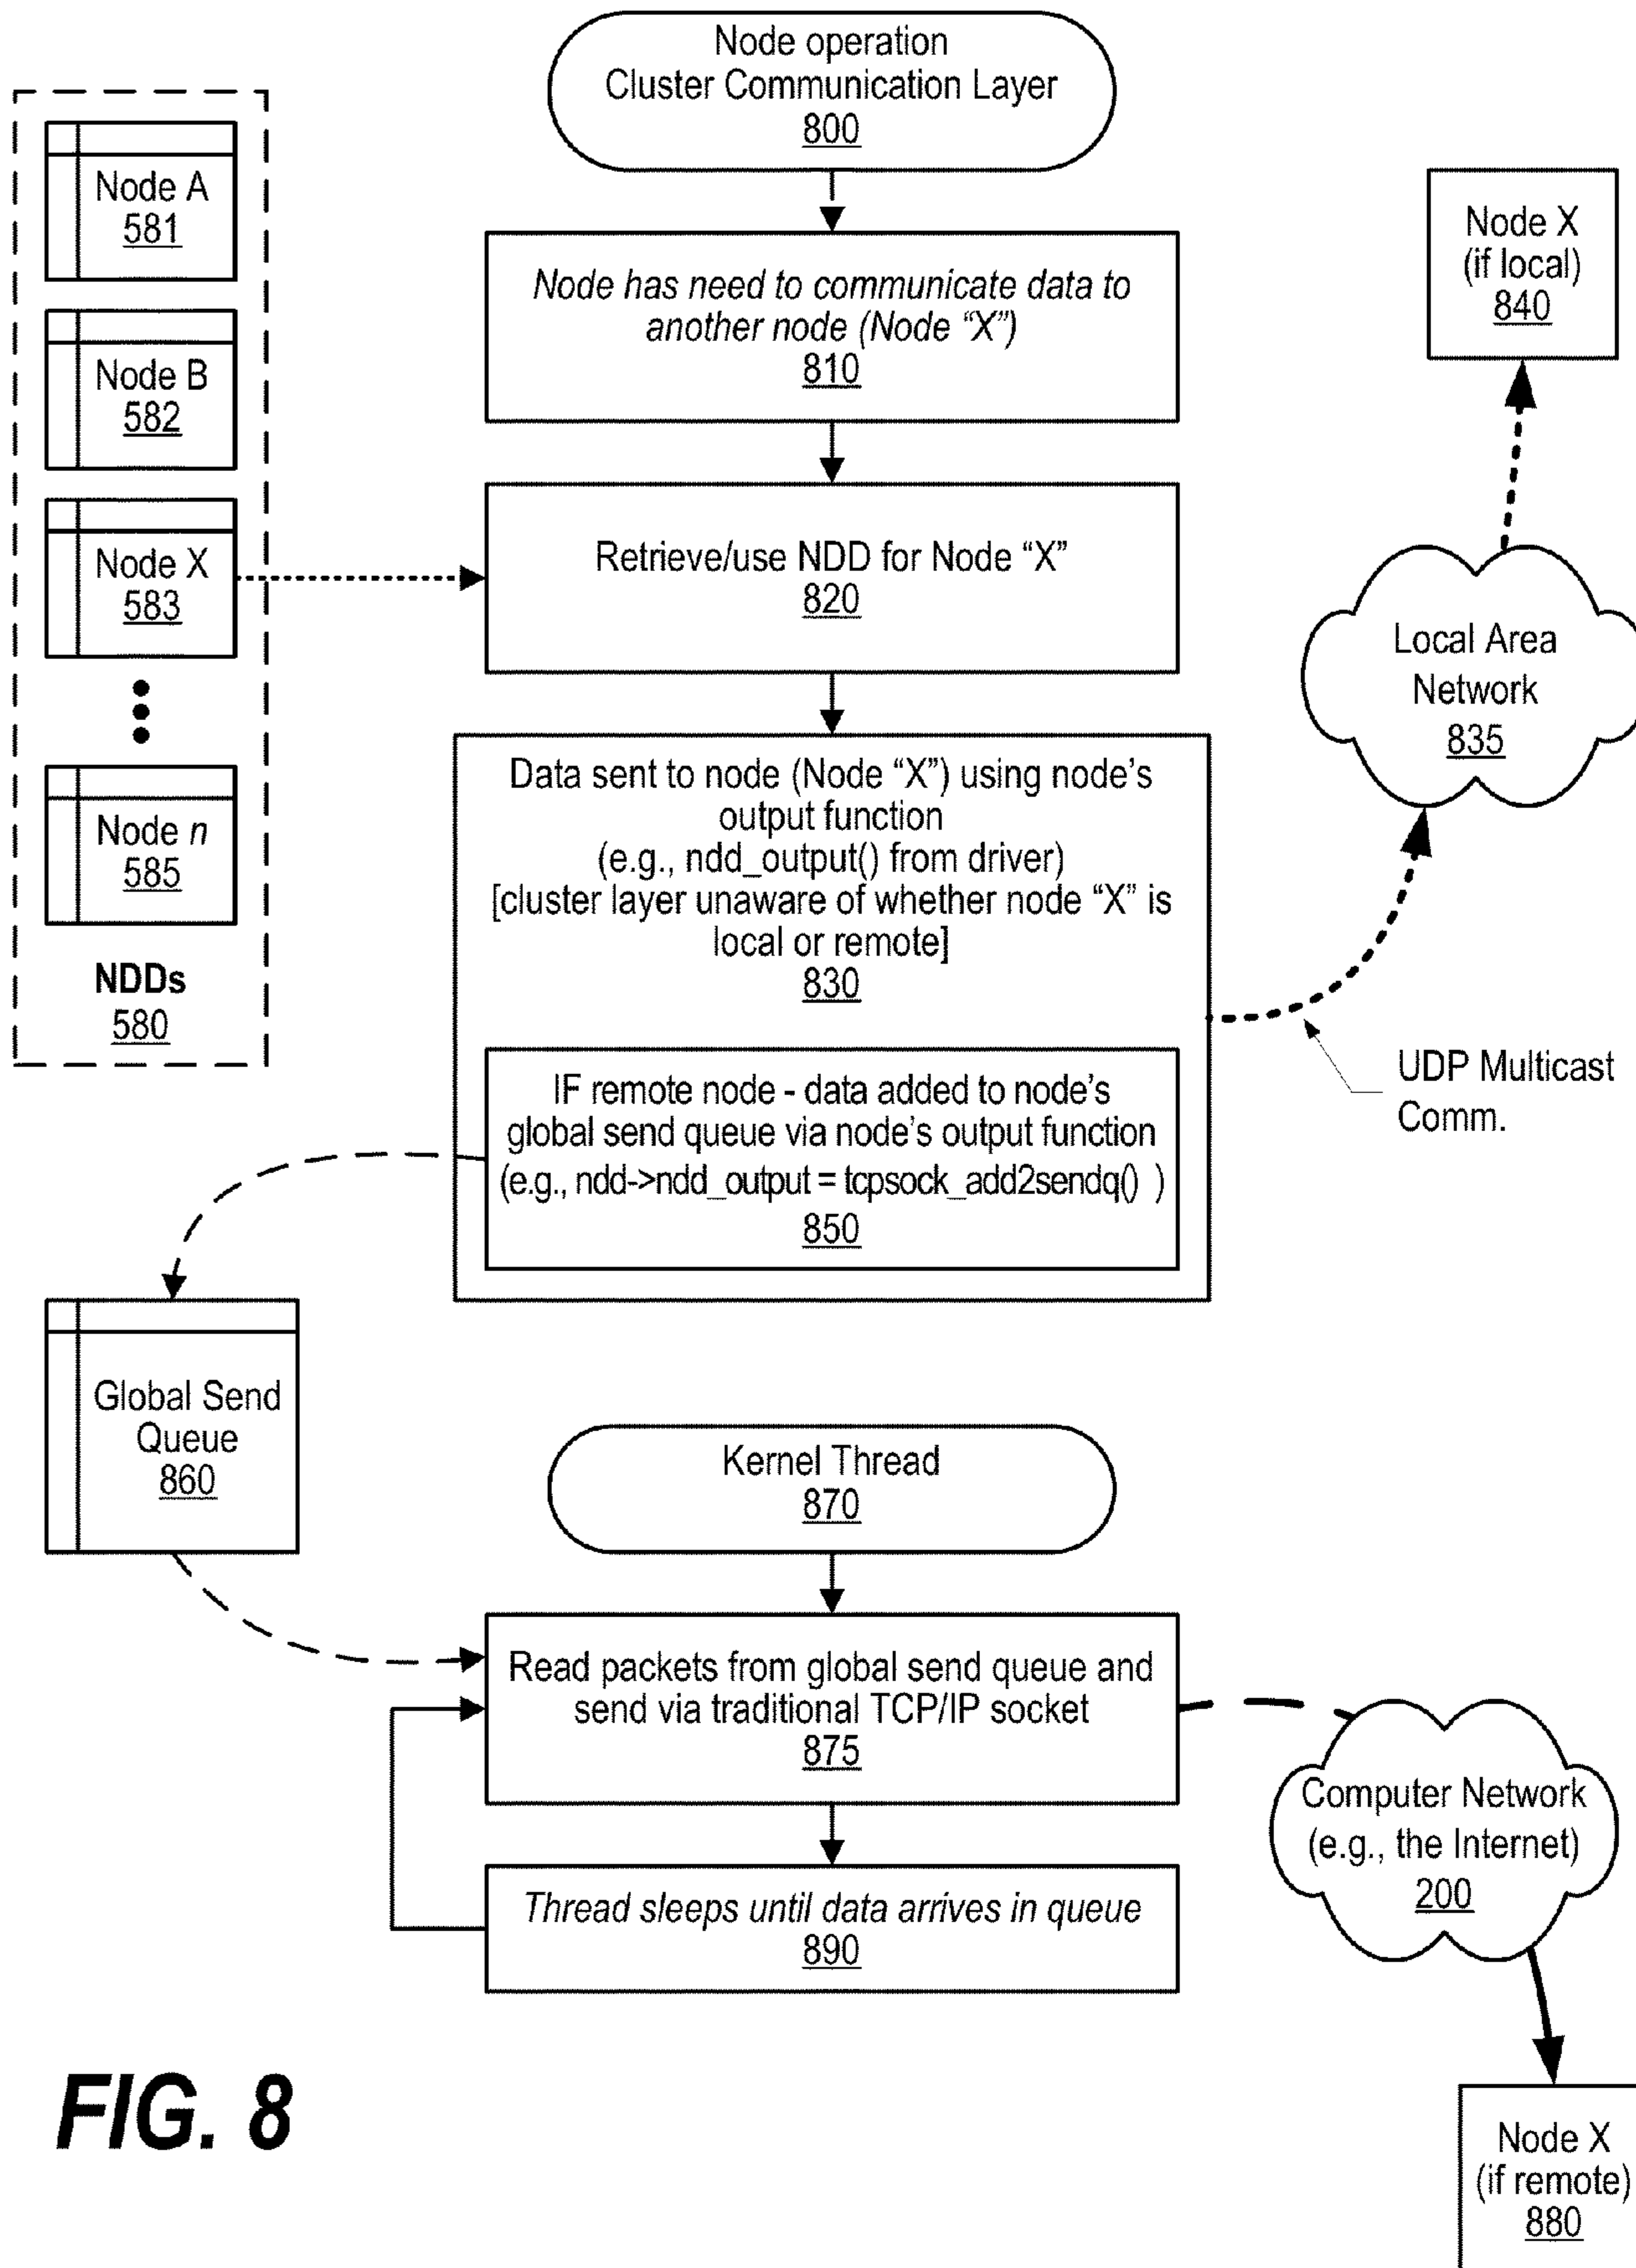 Node operation
Cluster Communication Layer
800
Node A
581
Node B
582
Node X
583
Node n
585
NDDs
580
Node has need to communicate data to
another node (Node “X”)
810
Retrieve/use NDD for Node “X”
820
Data sent to node (Node “X”) using node’s
output function
(e.g., ndd_output() from driver)
[cluster layer unaware of whether node “X” is
local or remote]
830
IF remote node - data added to node’s
global send queue via node’s output function
(e.g., ndd->ndd_output = tcpsock_add2sendq() )
850
Node X
(if local)
840
Local Area
Network
835
UDP Multicast
Comm.
Global Send
Queue
860
Kernel Thread
870
Read packets from global send queue and
send via traditional TCP/IP socket
875
Thread sleeps until data arrives in queue
890
Computer Network
(e.g., the Internet)
200
Node X
(if remote)
880
FIG. 8